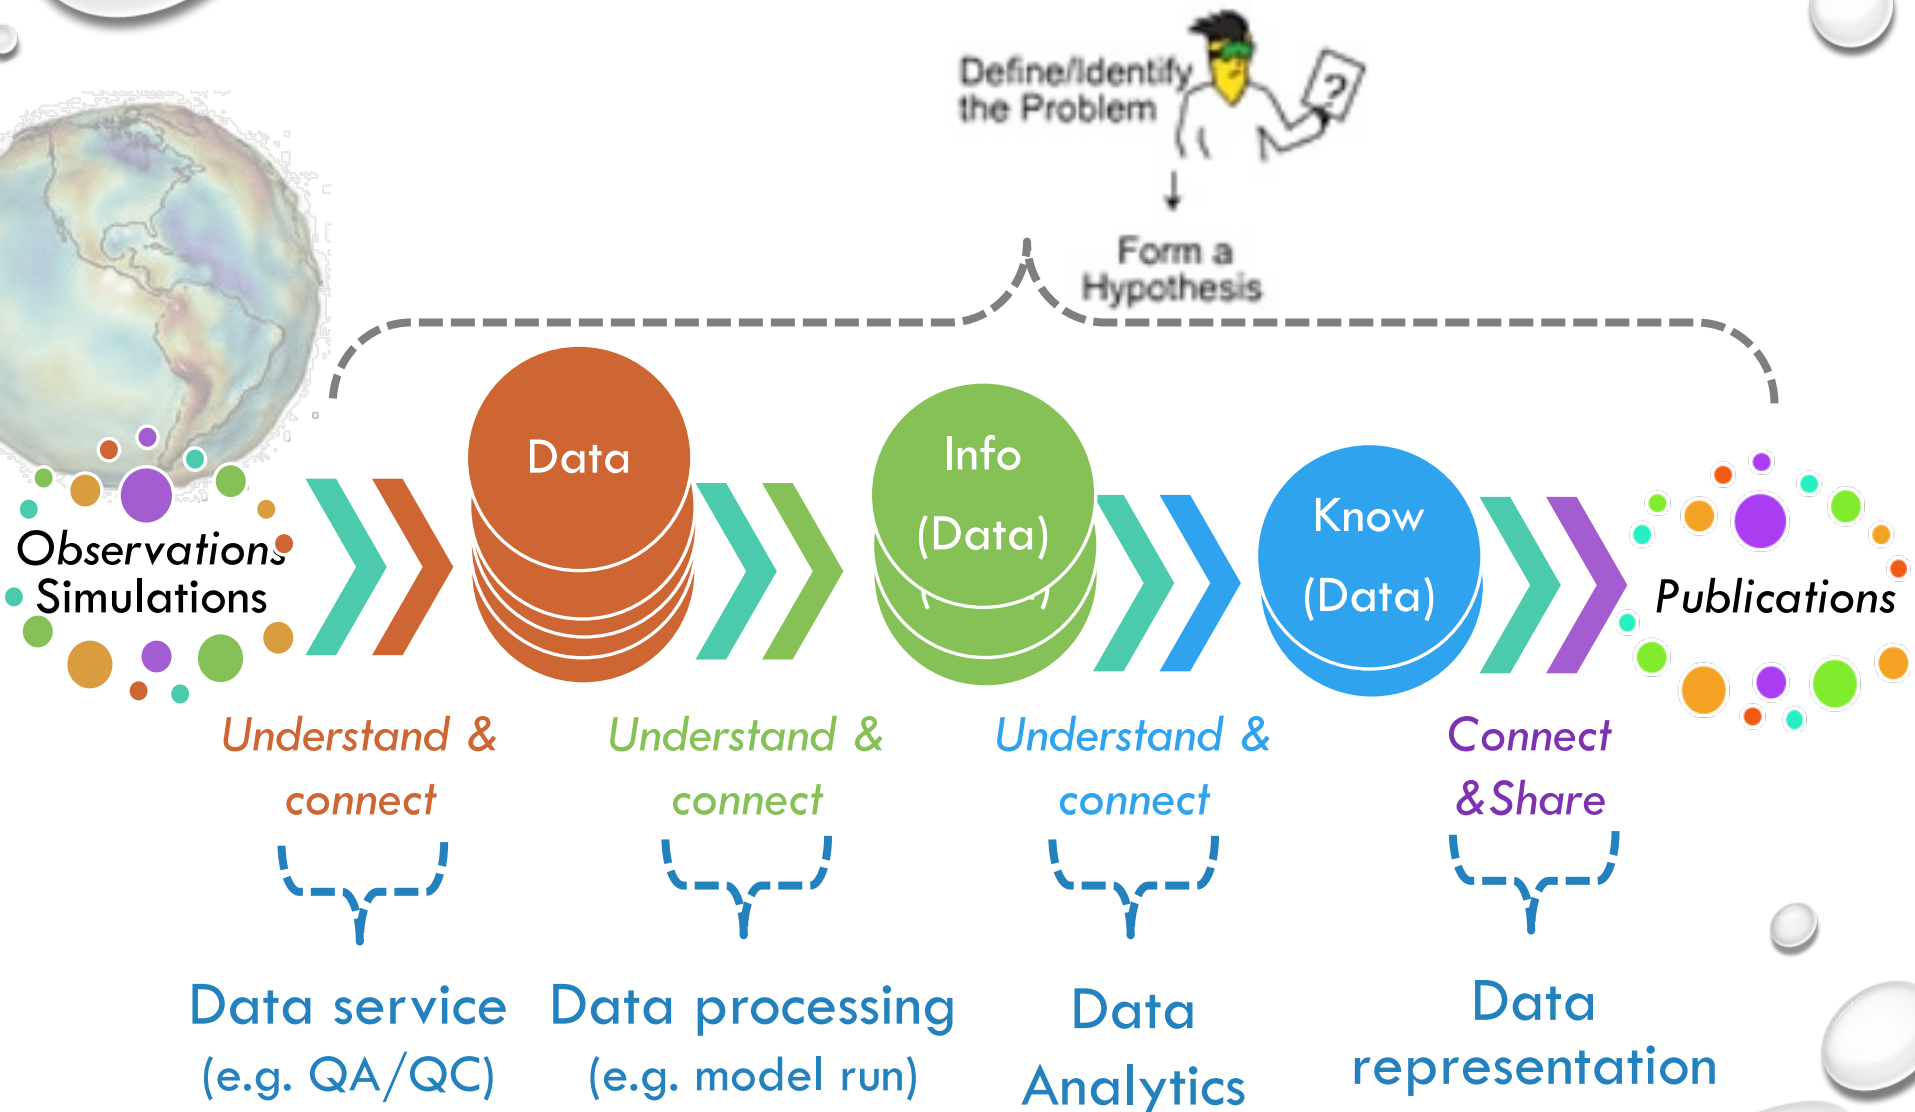 Define/Identify
the Problem
?
Form a
Hypothesis
Data
Info
(Data)
Know
(Data)
Observations
Simulations
Publications
Understand &
connect
Understand &
connect
Understand &
connect
Connect
&Share
Data service
(e.g. QA/QC)
Data processing
(e.g. model run)
Data
Analytics
Data
representation